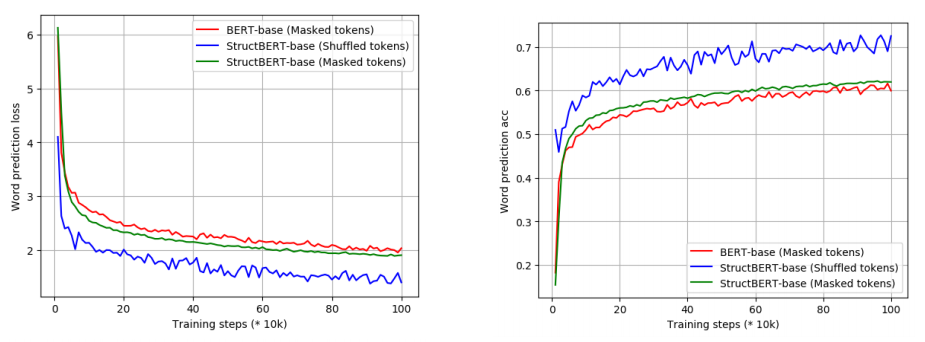 6
5
4
3
2
Word prediction loss
BERT-base (Masked tokens)
StructBERT-base (Shuffled tokens)
StructBERT-base (Masked tokens)
0 20 40 60 80 100
Training steps (* 10k)
0.7
0.6
0.5
0.4
0.3
0.2
Word prediction acc
BERT-base (Masked tokens)
StructBERT-base (Shuffled tokens)
StructBERT-base (Masked tokens)
0 20 40 60 80 100
Training steps (* 10k)